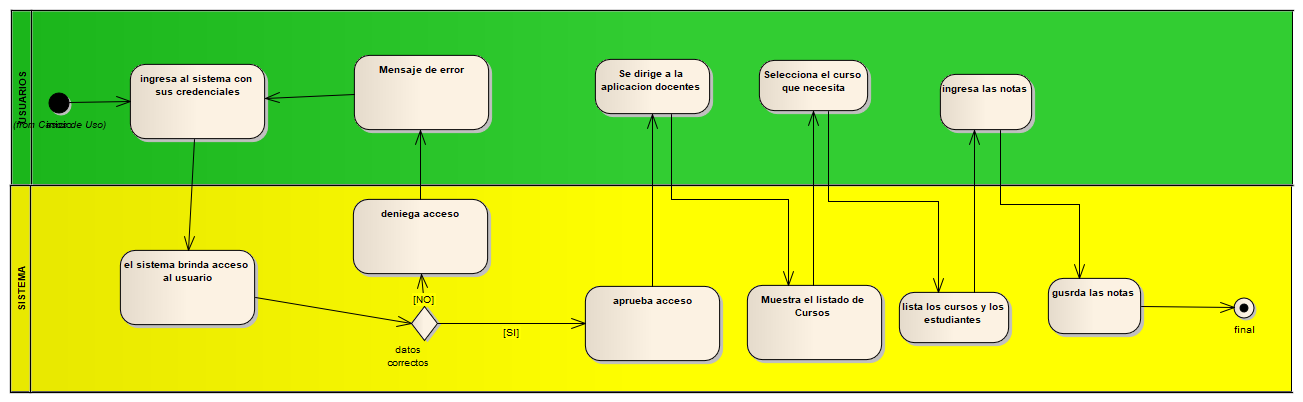 USUARIOS
ingresa al sistema con
sus credenciales
Mensaje de error
Se dirige a la
aplicacion docentes
Selecciona el curso
que necesita
ingresa las notas
(from Casos de Uso)
SISTEMA
deniega acceso
el sistema brinda acceso
al usuario
[NO]
datos
correctos
[SI]
aprueba acceso
Muestra el listado de
Cursos
lista los cursos y los
estudiantes
gusrda las notas
final